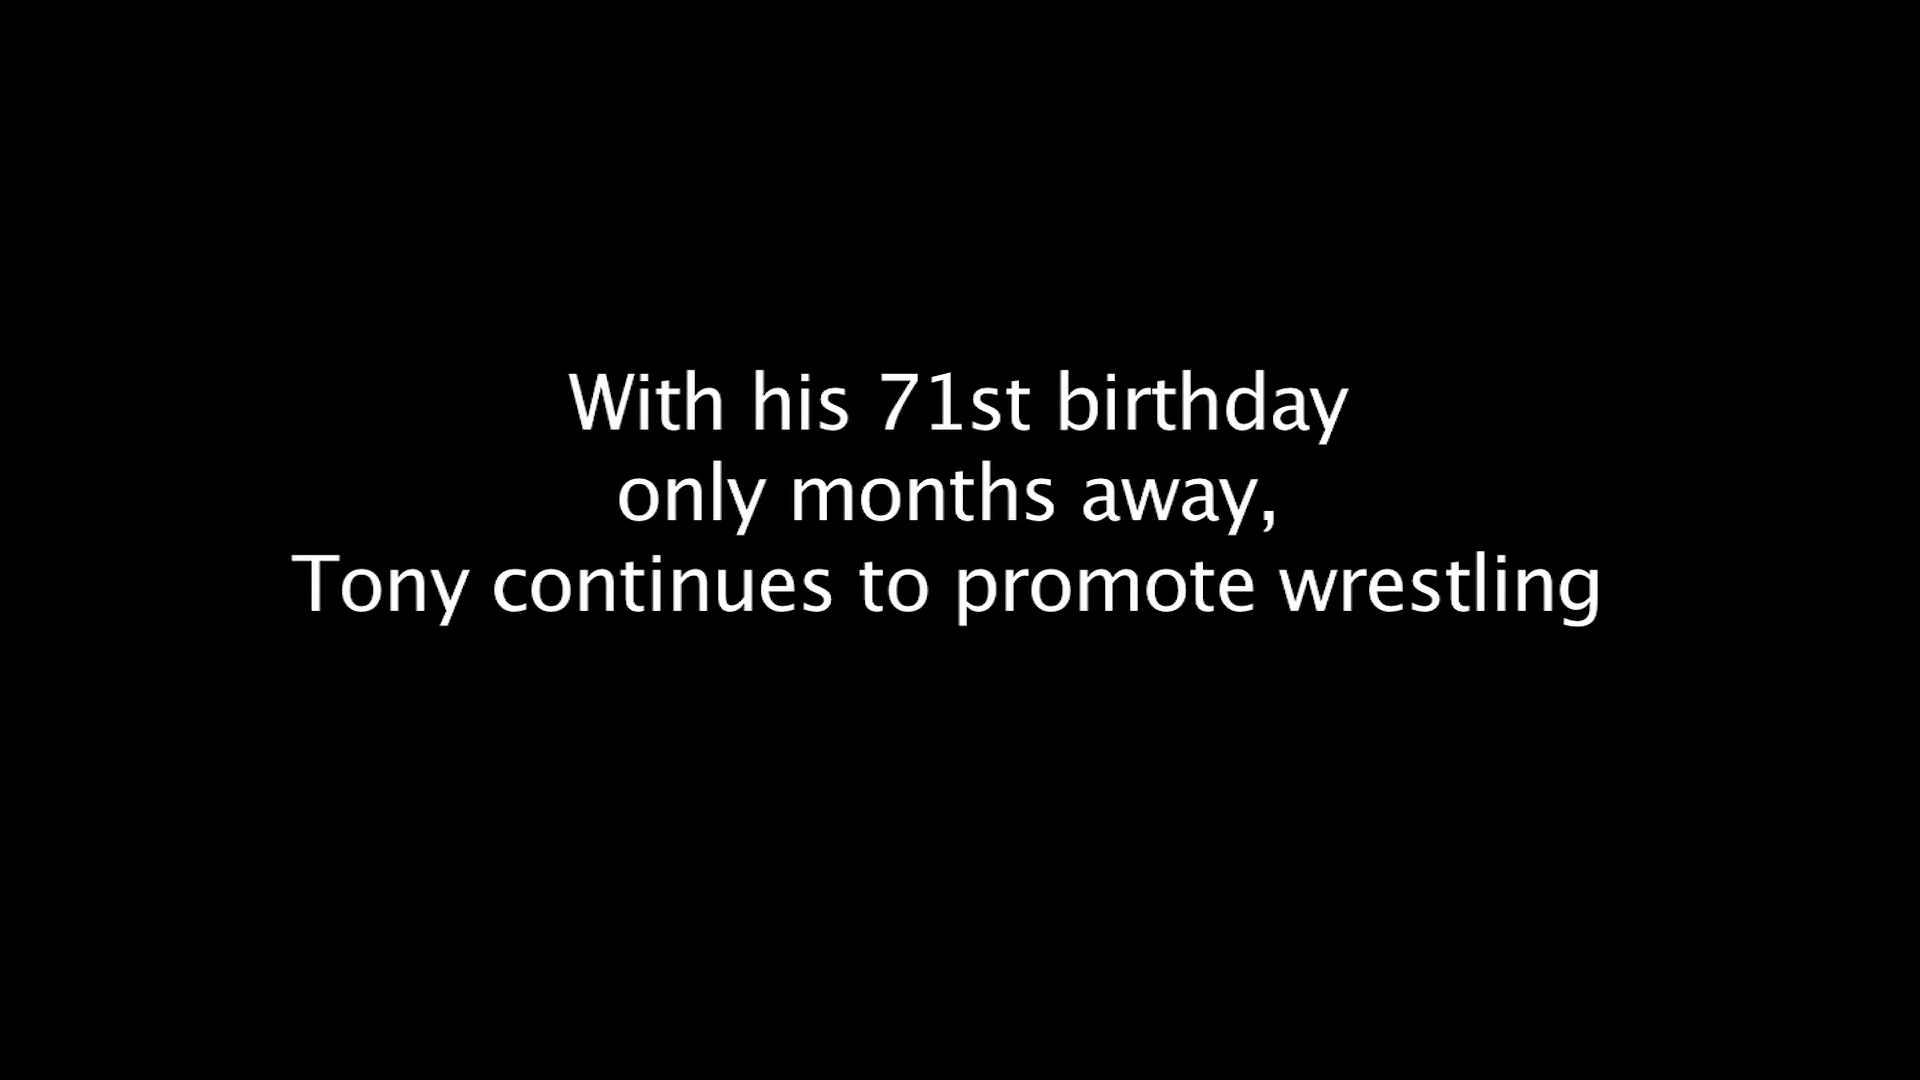 With his 71st birthday
only months away,
Tony continues to promote wrestling